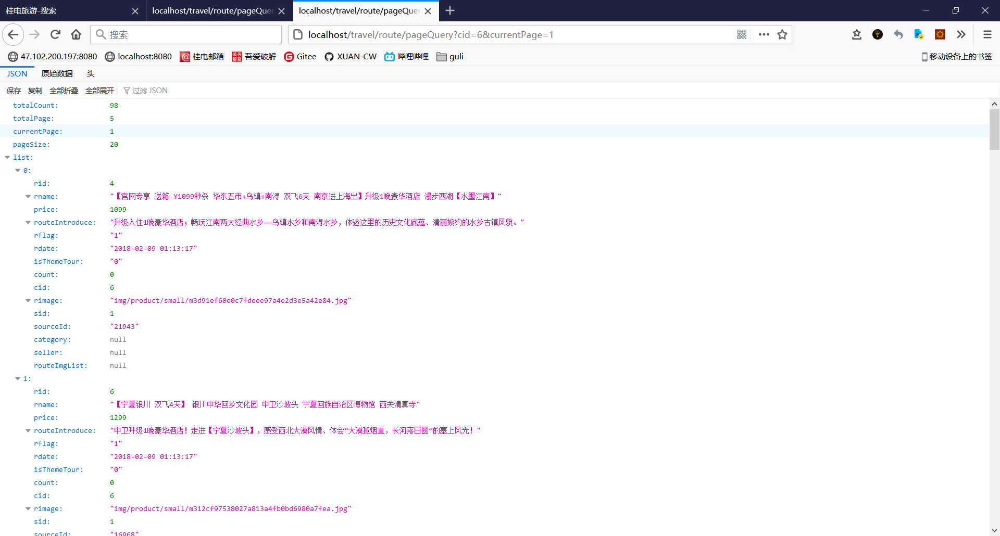 桂电旅游-搜索
localhost/travel/route/pageQuer
localhost/travel/route/pageQuer
搜索
localhost/travel/route/pageQuery?cid=6&currentPage=1
47.102.200.197:8080 localhost:8080 桂电邮箱 吾爱破解 Gitee XUAN-CW 哔哩哔哩 guli 移动设备上的书签
JSON 原始数据 头
保存 复制 全部折叠 全部展开 过滤 JSON
totalCount: 98
totalPage: 5
currentPage: 1
pageSize: 20
list:
0:
rid: 4
rname: "【官网专享 送箱 ¥1099秒杀 华东五市+乌镇+南浔 双飞6天 南京进上海出】升级1晚豪华酒店 漫步西湖【水墨江南】"
price: 1099
routeIntroduce: "升级入住1晚豪华酒店；畅玩江南两大经典水乡——乌镇水乡和南浔水乡，体验这里的历史文化底蕴、清丽婉约的水乡古镇风貌。"
rflag: "1"
rdate: "2018-02-09 01:13:17"
isThemeTour: "0"
count: 0
cid: 6
rimage: "img/product/small/m3d91ef60e0c7fdeee97a4e2d3e5a42e84.jpg"
sid: 1
sourceId: "21943"
category: null
seller: null
routeImgList: null
1:
rid: 6
rname: "【宁夏银川 双飞4天】 银川中华回乡文化园 中卫沙坡头 宁夏回族自治区博物馆 西关清真寺"
price: 1299
routeIntroduce: "中卫升级1晚豪华酒店！走进【宁夏沙坡头】，感受西北大漠风情、体会“大漠孤烟直，长河落日圆”的塞上风光！"
rflag: "1"
rdate: "2018-02-09 01:13:17"
isThemeTour: "0"
count: 0
cid: 6
rimage: "img/product/small/m312cf97538027a813a4fb0bd6980a7fea.jpg"
sid: 1
sourceId: "16968"